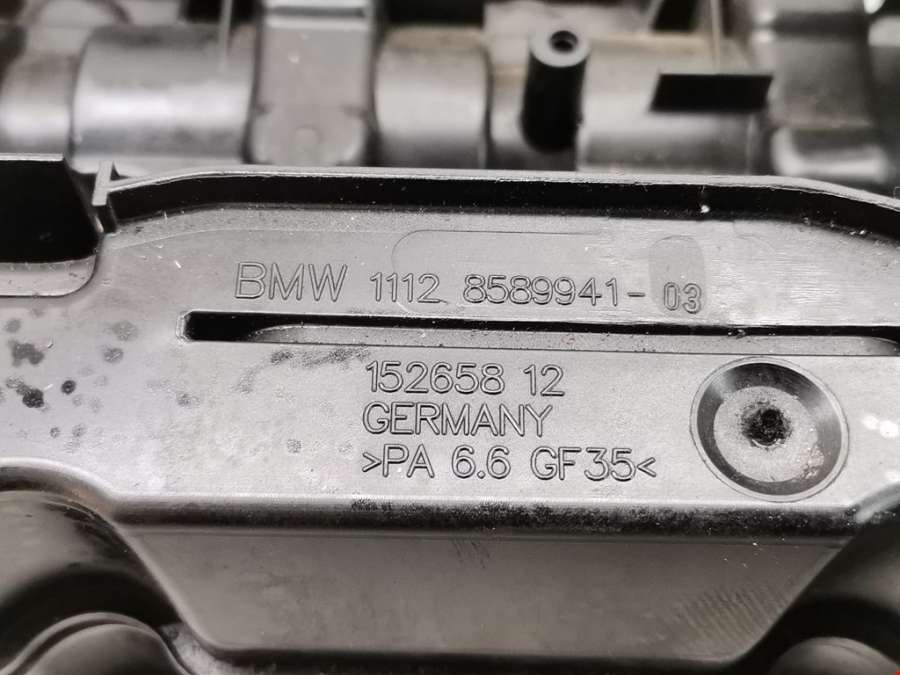 BMW 1112 8589941-03
152658 12
GERMANY
>PA 6.6 GF35<